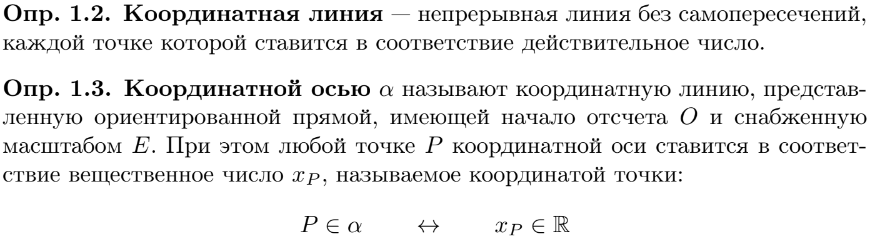 Опр. 1.2. Координатная линия — непрерывная линия без самопересечений,
каждой точке которой ставится в соответствие действительное число.
Опр. 1.3. Координатной осью α называют координатную линию, представ-
ленную ориентированной прямой, имеющей начало отсчета O и снабженную
масштабом E. При этом любой точке P координатной оси ставится в соответ-
ствие вещественное число x_P, называемое координатой точки:
P ∈ α ↔ x_P ∈ ℝ